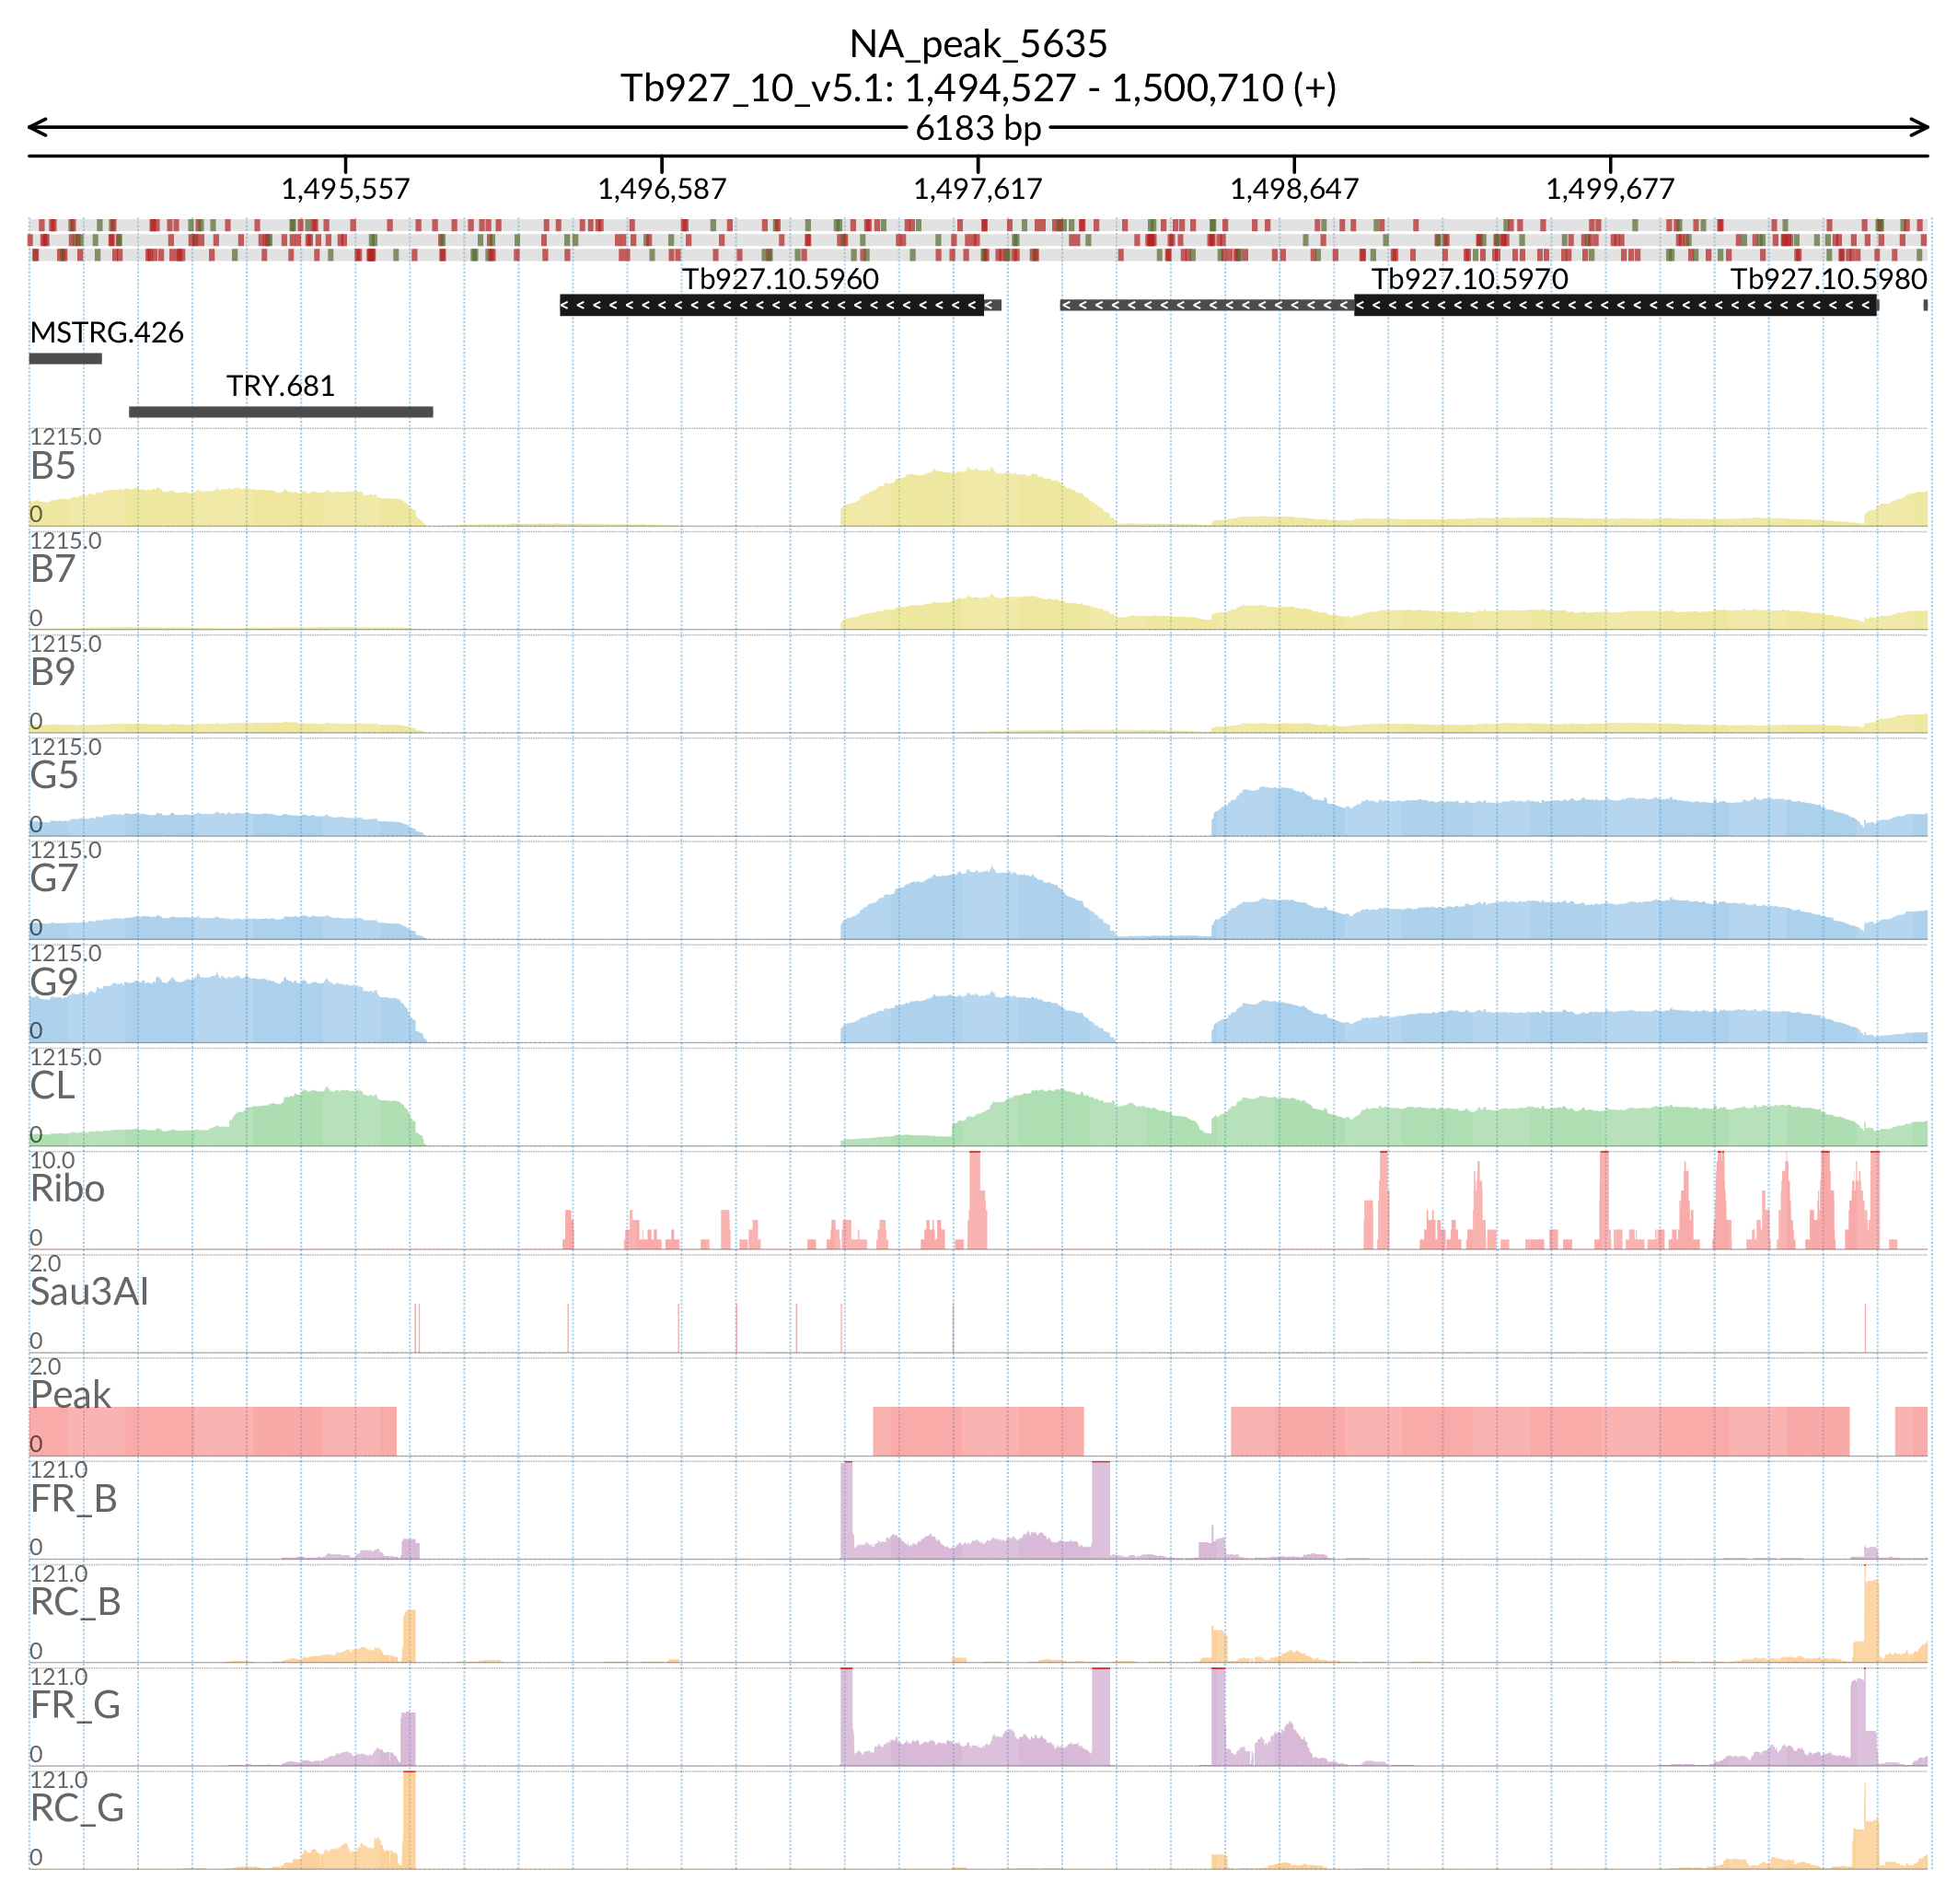 NA_peak_5635
Tb927_10_v5.1: 1,494,527 - 1,500,710 (+)
6183 bp
1,495,557 1,496,587 1,497,617 1,498,647 1,499,677
Tb927.10.5960 Tb927.10.5970 Tb927.10.5980
MSTRG.426
TRY.681
1215.0
B5
0
1215.0
B7
0
1215.0
B9
0
1215.0
G5
0
1215.0
G7
0
1215.0
G9
0
1215.0
CL
0
10.0
Ribo
0
2.0
Sau3AI
0
2.0
Peak
0
121.0
FR_B
0
121.0
RC_B
0
121.0
FR_G
0
121.0
RC_G
0